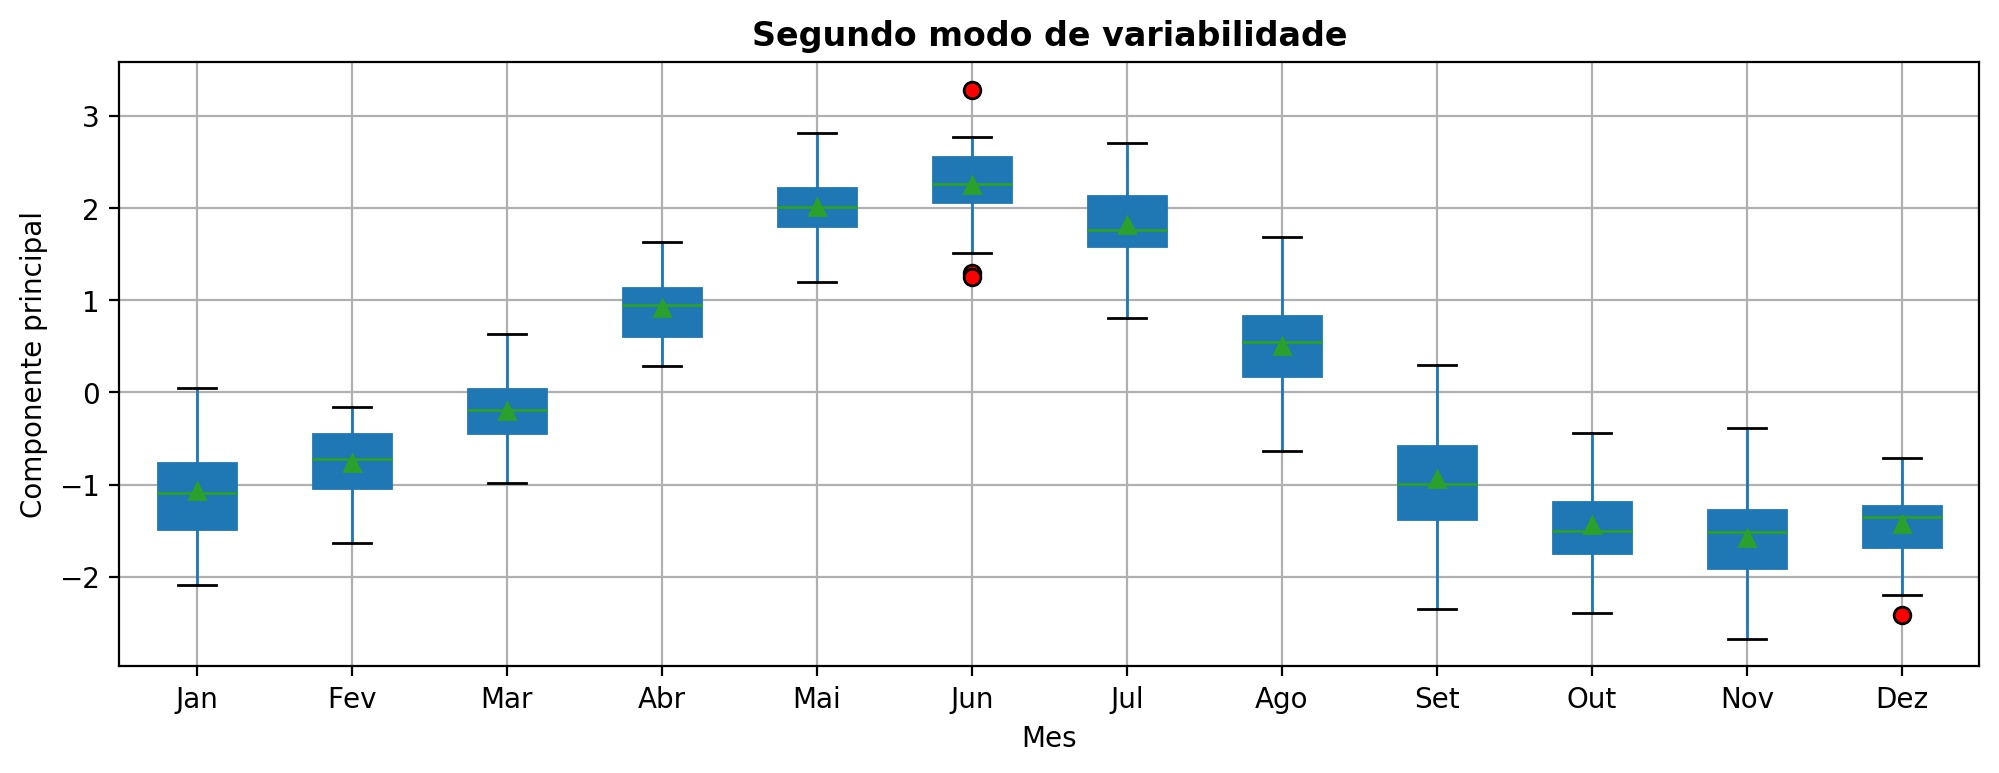 Segundo modo de variabilidade
Componente principal
3
2
1
0
−1
−2
Jan Fev Mar Abr Mai Jun Jul Ago Set Out Nov Dez
Mes